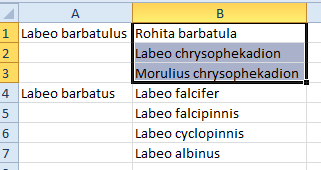 A B
1 Labeo barbatulus Rohita barbatula
2 Labeo chrysophekadion
3 Morulius chrysophekadion
4 Labeo barbatus Labeo falcifer
5 Labeo falcipinnis
6 Labeo cyclopinnis
7 Labeo albinus